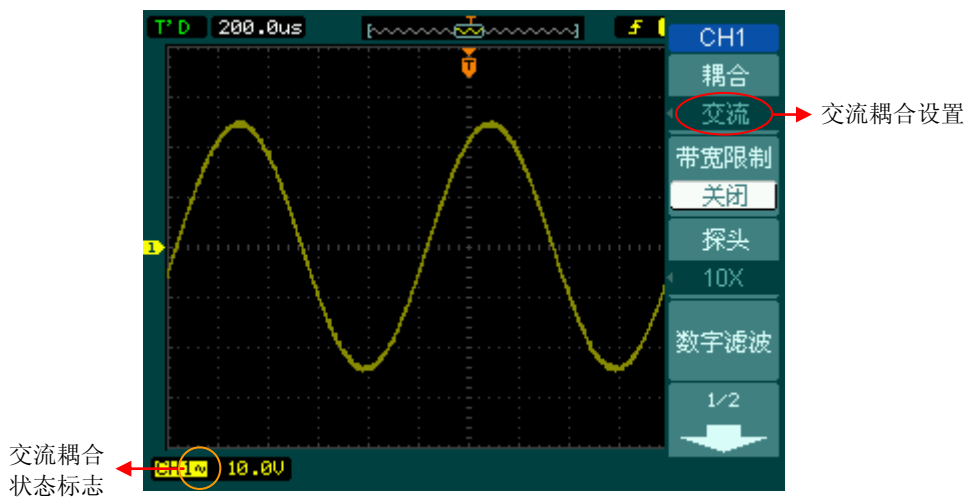 T'D 200.0us
T
T
CH1
耦合
交流
交流耦合设置
带宽限制
关闭
1
探头
10X
数字滤波
1/2
交流耦合
状态标志
CH1~ 10.0V